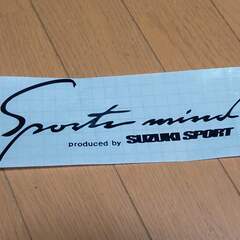 Sports mind
produced by SUZUKI SPORT